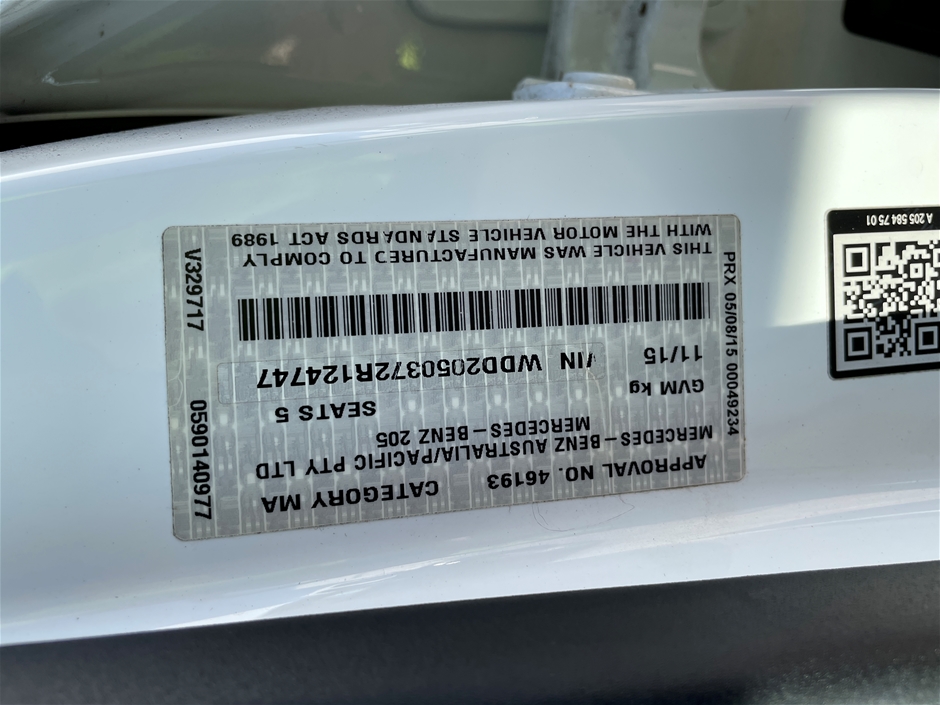 APPROVAL NO. 46193 CATEGORY MA
MERCEDES-BENZ AUSTRALIA/PACIFIC PTY LTD
MERCEDES-BENZ 205
GVM kg SEATS 5
11/15 VIN WDD2050372R124747
THIS VEHICLE WAS MANUFACTURED TO COMPLY
WITH THE MOTOR VEHICLE STANDARDS ACT 1989
PRX 05/08/15 00049234
0590140977
V329717
A 205 584 75 01